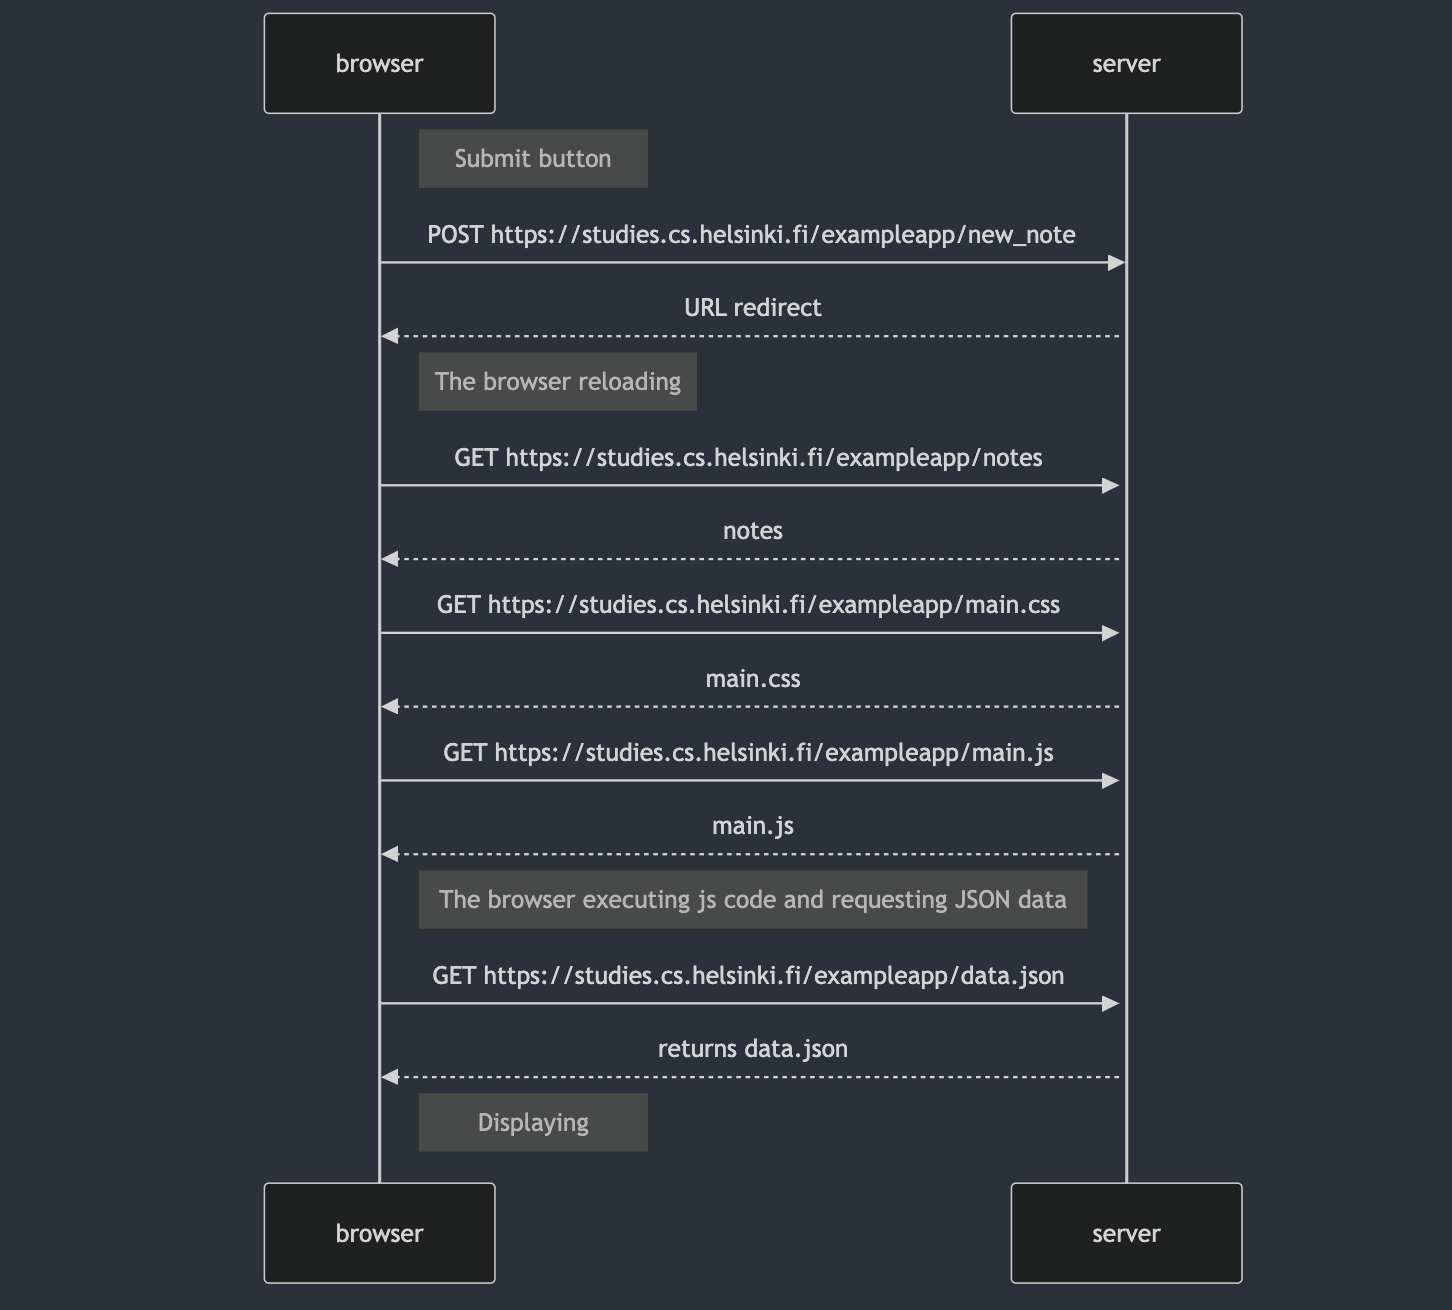 browser
server
Submit button
POST https://studies.cs.helsinki.fi/exampleapp/new_note
URL redirect
The browser reloading
GET https://studies.cs.helsinki.fi/exampleapp/notes
notes
GET https://studies.cs.helsinki.fi/exampleapp/main.css
main.css
GET https://studies.cs.helsinki.fi/exampleapp/main.js
main.js
The browser executing js code and requesting JSON data
GET https://studies.cs.helsinki.fi/exampleapp/data.json
returns data.json
Displaying
browser
server